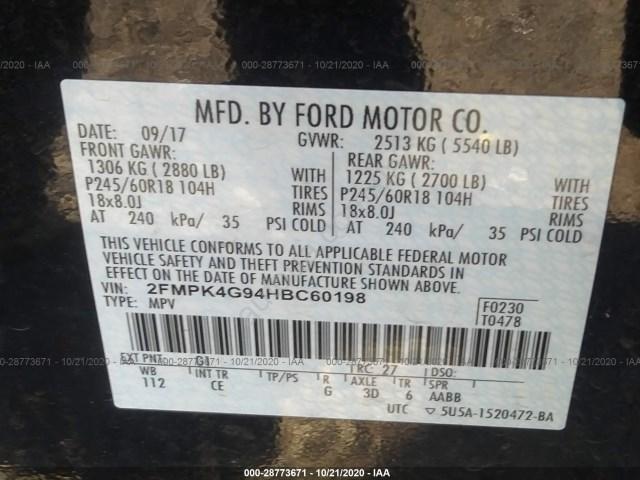 000-28773671 - 10/21/2020 - IAA
MFD. BY FORD MOTOR CO.
DATE: 09/17 GVWR: 2513 KG ( 5540 LB)
FRONT GAWR: REAR GAWR:
1306 KG ( 2880 LB) WITH 1225 KG ( 2700 LB) WITH
P245/60R18 104H TIRES P245/60R18 104H TIRES
18x8.0J RIMS 18x8.0J RIMS
AT 240 kPa/ 35 PSI COLD AT 240 kPa/ 35 PSI COLD
THIS VEHICLE CONFORMS TO ALL APPLICABLE FEDERAL MOTOR
VEHICLE SAFETY AND THEFT PREVENTION STANDARDS IN
EFFECT ON THE DATE OF MANUFACTURE SHOWN ABOVE.
VIN: 2FMPK4G94HBC60198
TYPE: MPV
F0230
T0478
EXT PNT: G1 RC: 27 DSO:
WB INT TR TP/PS R AXLE TR SPR
112 CE G 3D 6 AABB
UTC ▽ 5U5A-1520472-BA
000-28773671 - 10/21/2020 - IAA